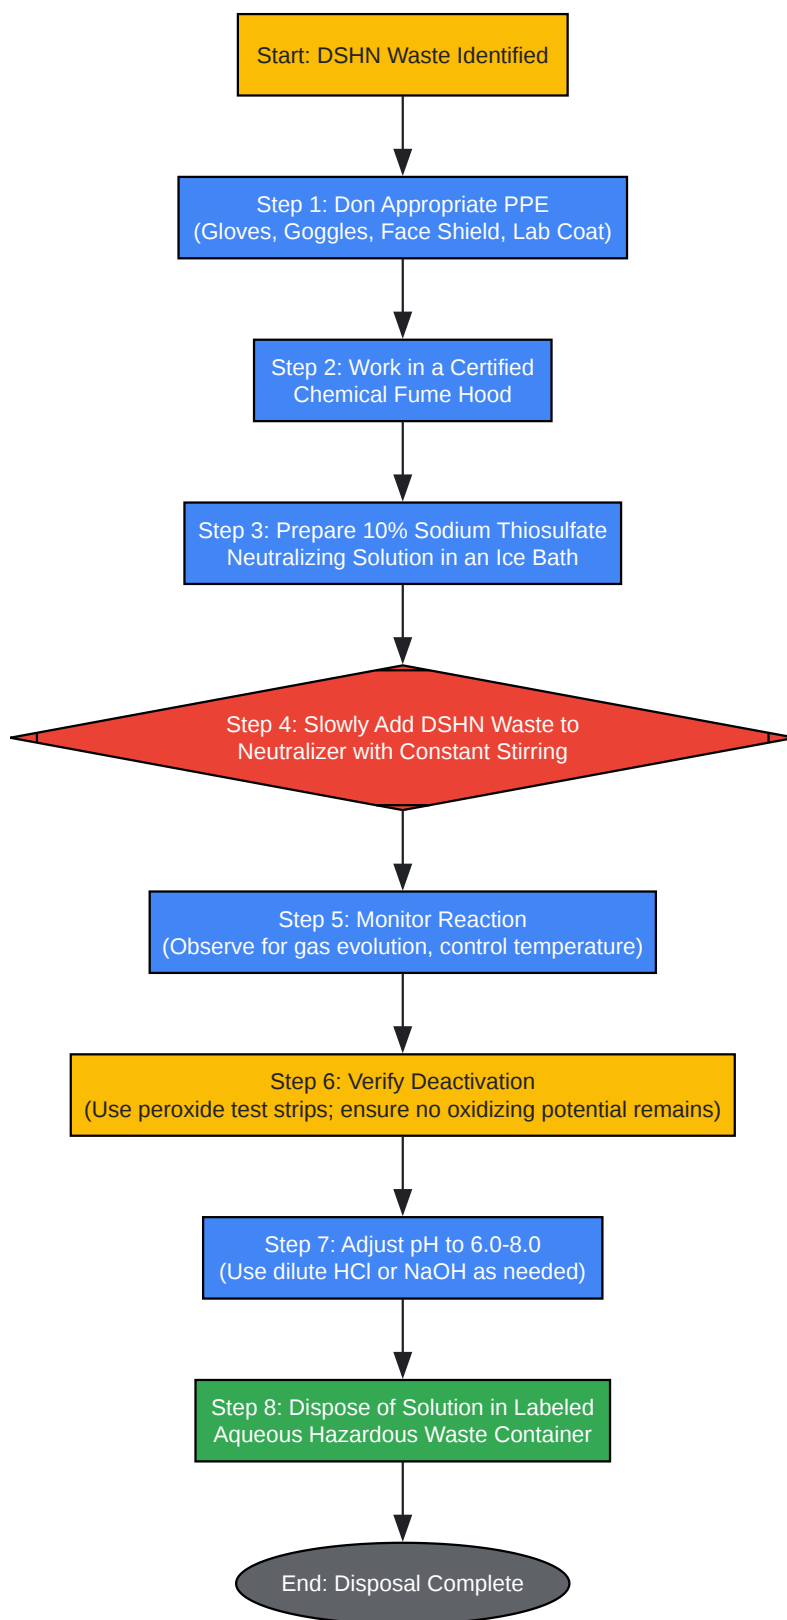 Start: DSHN Waste Identified
Step 1: Don Appropriate PPE
(Gloves, Goggles, Face Shield, Lab Coat)
Step 2: Work in a Certified
Chemical Fume Hood
Step 3: Prepare 10% Sodium Thiosulfate
Neutralizing Solution in an Ice Bath
Step 4: Slowly Add DSHN Waste to
Neutralizer with Constant Stirring
Step 5: Monitor Reaction
(Observe for gas evolution, control temperature)
Step 6: Verify Deactivation
(Use peroxide test strips; ensure no oxidizing potential remains)
Step 7: Adjust pH to 6.0-8.0
(Use dilute HCl or NaOH as needed)
Step 8: Dispose of Solution in Labeled
Aqueous Hazardous Waste Container
End: Disposal Complete